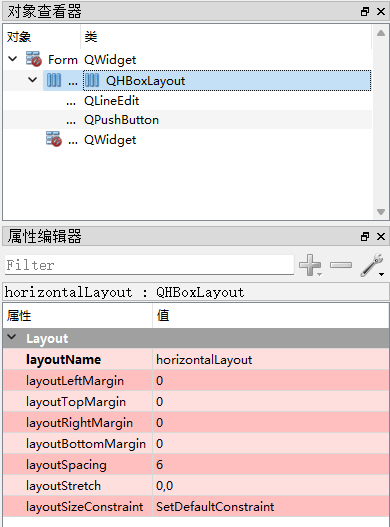 对象查看器
对象 类
Form QWidget
... QHBoxLayout
... QLineEdit
... QPushButton
... QWidget
属性编辑器
Filter
horizontalLayout : QHBoxLayout
属性 值
Layout
layoutName horizontalLayout
layoutLeftMargin 0
layoutTopMargin 0
layoutRightMargin 0
layoutBottomMargin 0
layoutSpacing 6
layoutStretch 0,0
layoutSizeConstraint SetDefaultConstraint